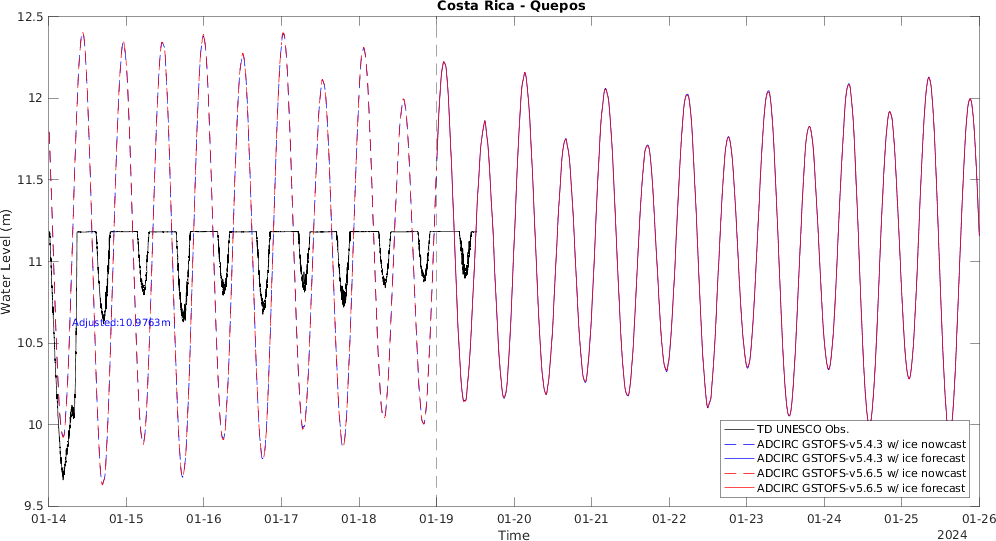 Costa Rica - Quepos
12.5
12
11.5
11
10.5
10
9.5
Water Level (m)
Adjusted:10.9763m
TD UNESCO Obs.
ADCIRC GSTOFS-v5.4.3 w/ ice nowcast
ADCIRC GSTOFS-v5.4.3 w/ ice forecast
ADCIRC GSTOFS-v5.6.5 w/ ice nowcast
ADCIRC GSTOFS-v5.6.5 w/ ice forecast
01-14 01-15 01-16 01-17 01-18 01-19 01-20 01-21 01-22 01-23 01-24 01-25 01-26
Time
2024